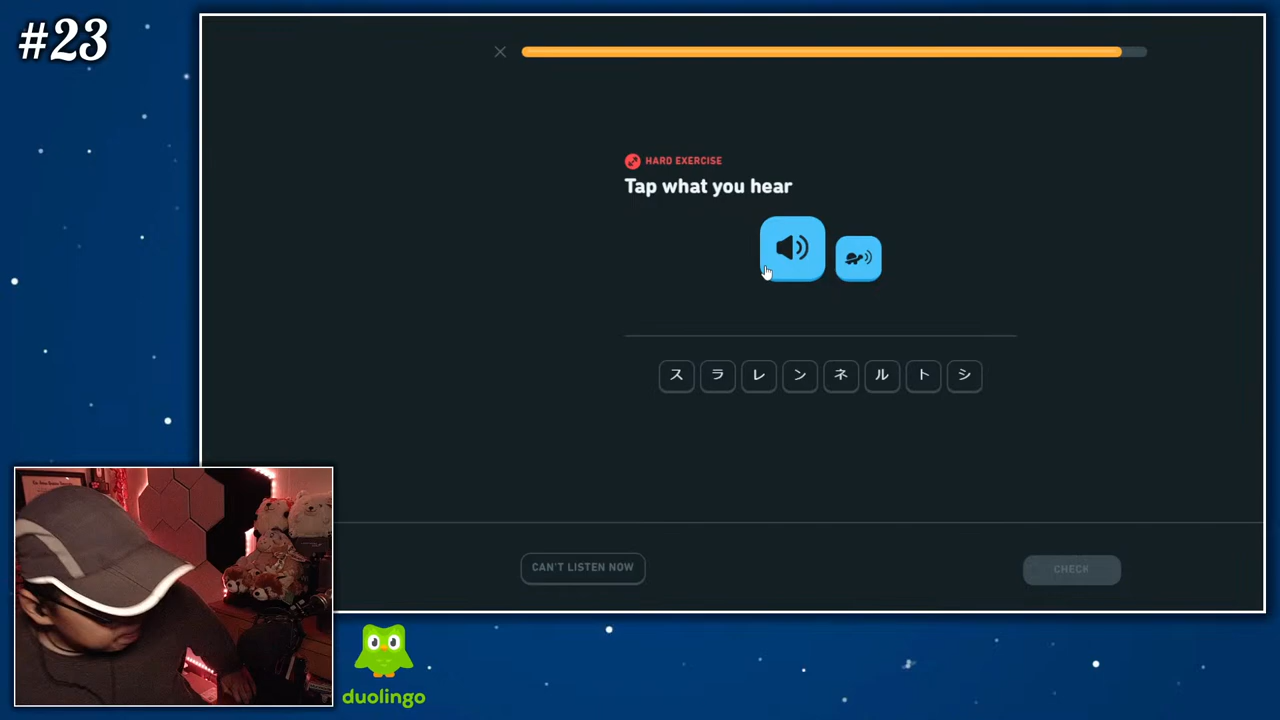 #23
HARD EXERCISE
Tap what you hear
ス ラ レ ン ネ ル ト シ
CAN'T LISTEN NOW
CHECK
duolingo